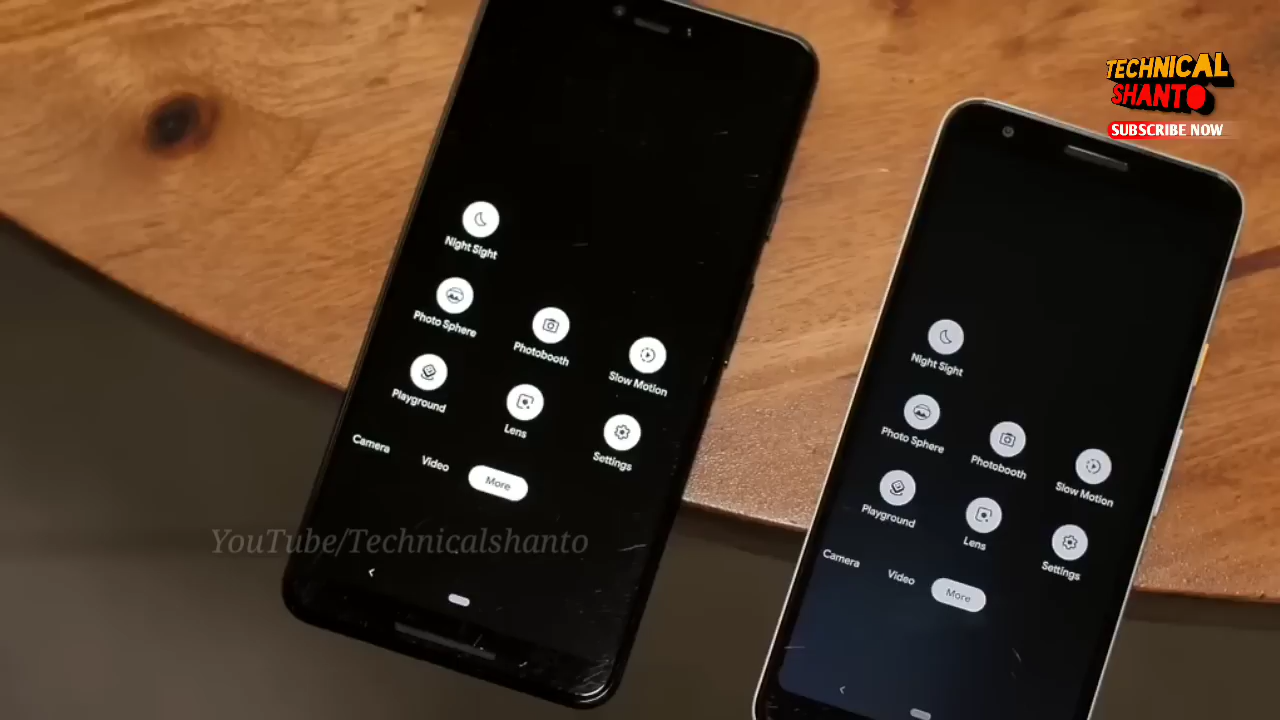 TECHNICAL
SHANTO
SUBSCRIBE NOW
Night Sight
Photo Sphere
Photobooth
Slow Motion
Playground
Lens
Settings
Camera
Video
More
YouTube/Technicalshanto
Night Sight
Photo Sphere
Photobooth
Slow Motion
Playground
Lens
Settings
Camera
Video
More